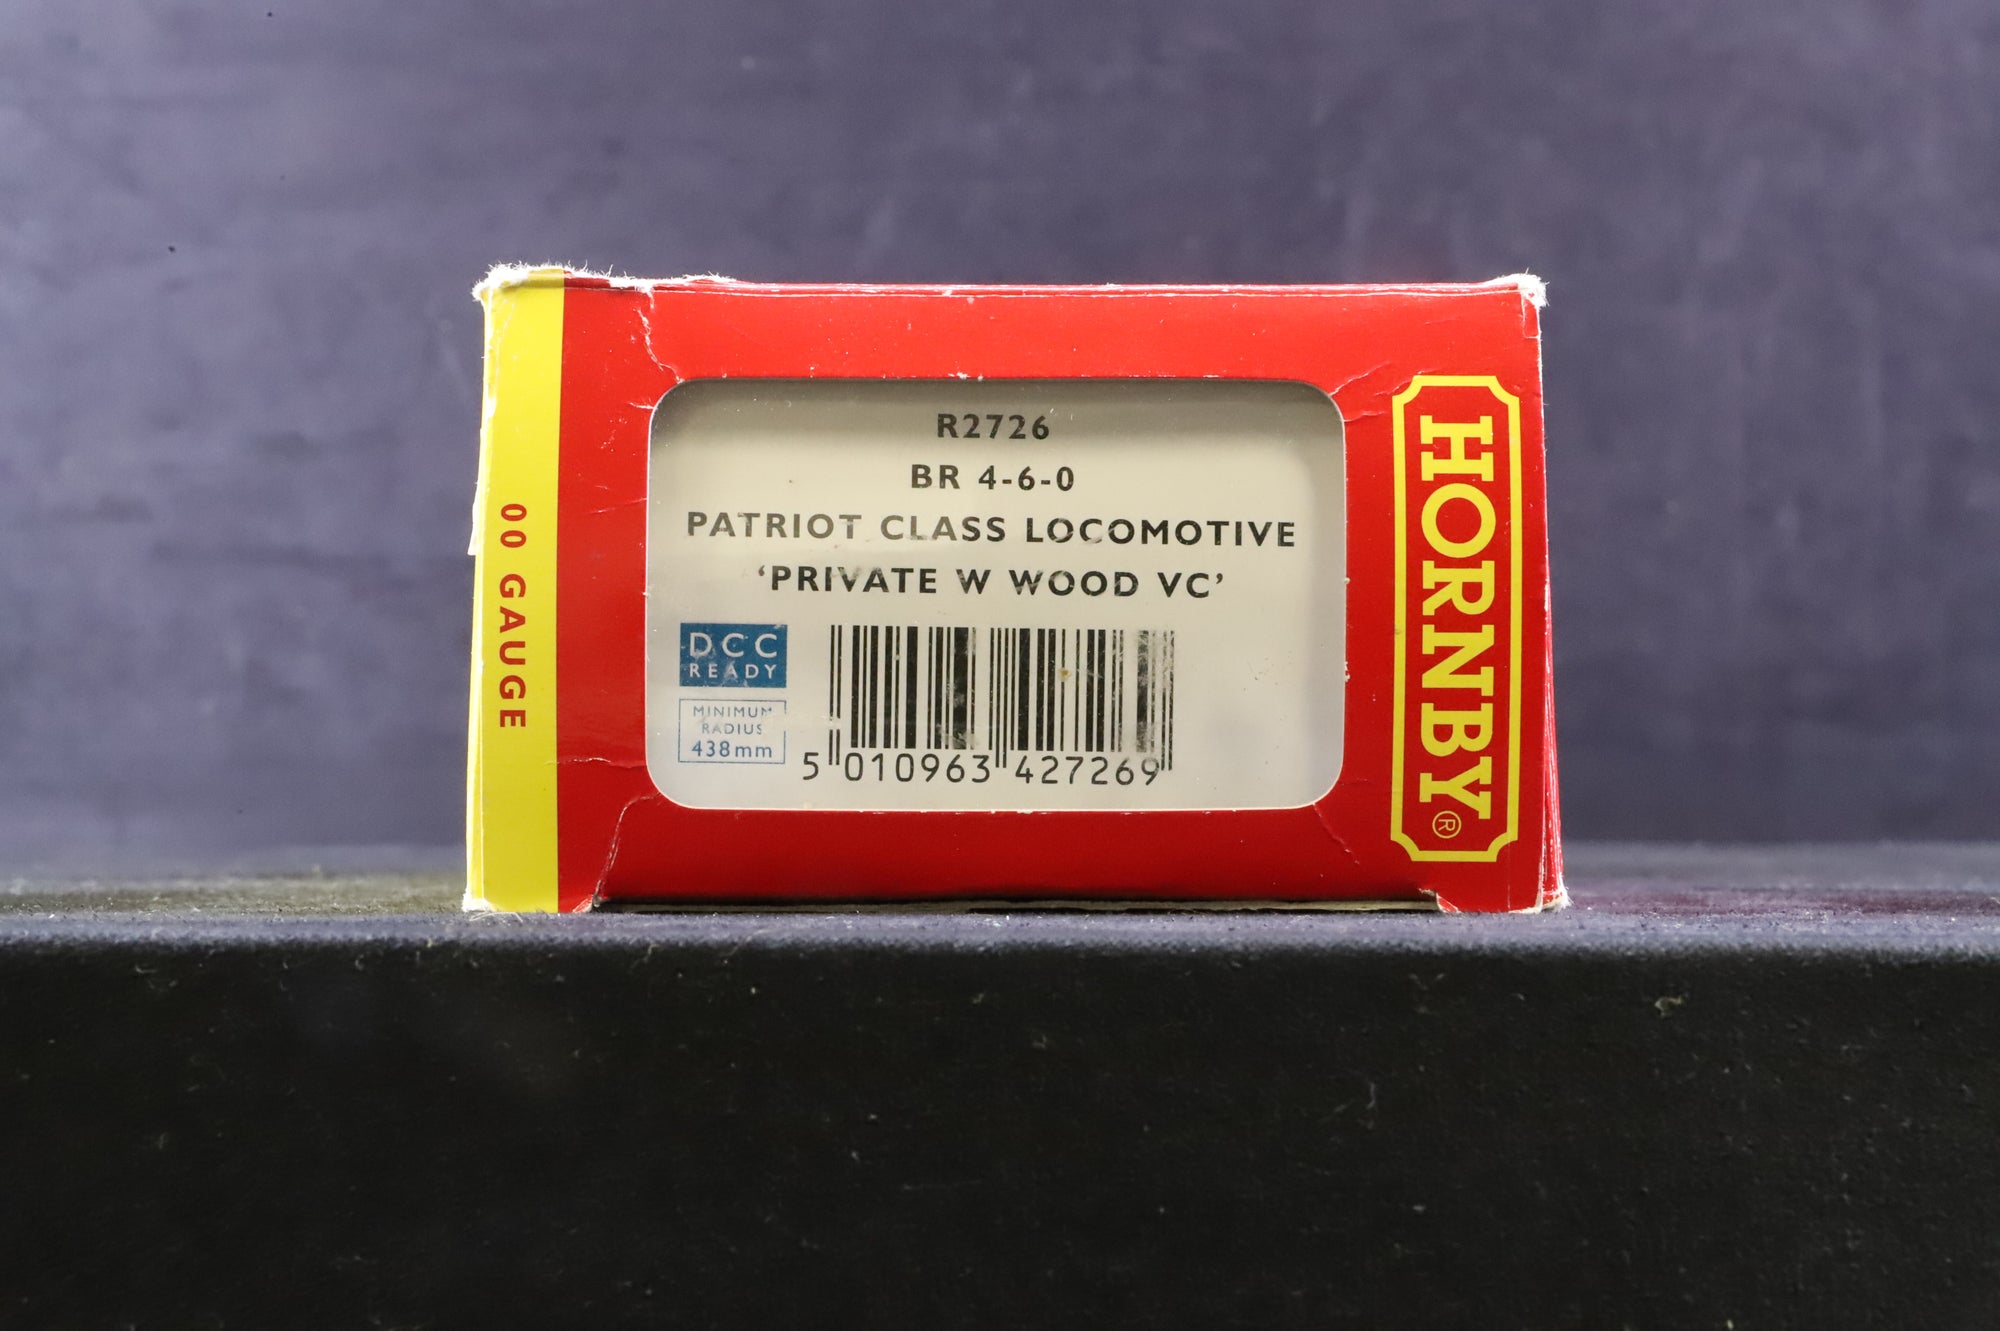 00 GAUGE
R2726
BR 4-6-0
PATRIOT CLASS LOCOMOTIVE
‘PRIVATE W WOOD VC’
DCC
READY
MINIMUM
RADIUS
438mm
5 010963 427269
HORNBY®